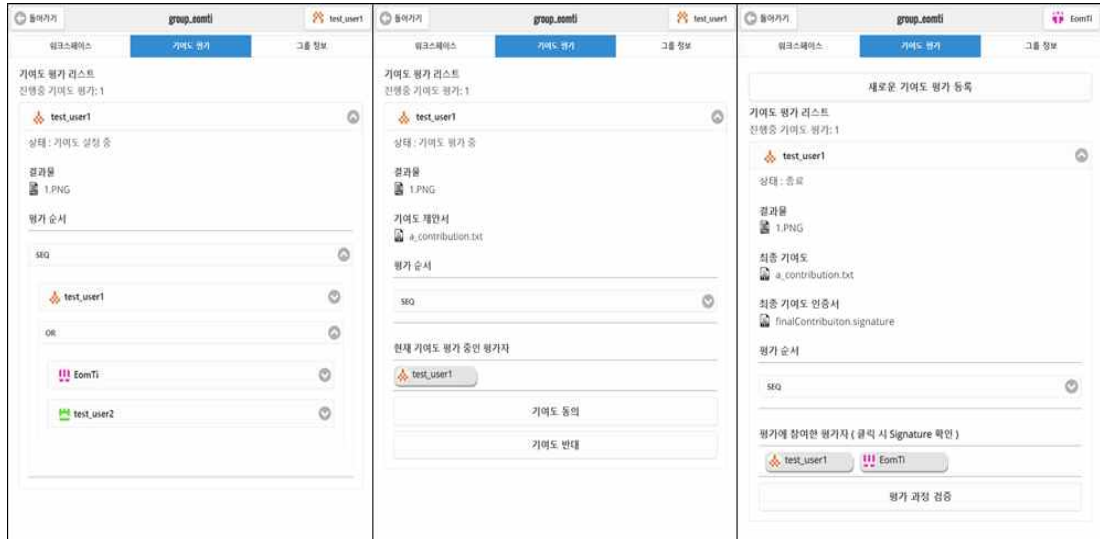 돌아가기
group_eomti
test_user1
워크스페이스
기여도 평가
그룹 정보
기여도 평가 리스트
진행중 기여도 평가: 1
test_user1
상태 : 기여도 설정 중
결과물
1.PNG
평가 순서
SEQ
test_user1
OR
EomTi
test_user2
돌아가기
group_eomti
test_user1
워크스페이스
기여도 평가
그룹 정보
기여도 평가 리스트
진행중 기여도 평가: 1
test_user1
상태 : 기여도 평가 중
결과물
1.PNG
기여도 제안서
a_contribution.txt
평가 순서
SEQ
현재 기여도 평가 중인 평가자
test_user1
기여도 동의
기여도 반대
돌아가기
group_eomti
EomTi
워크스페이스
기여도 평가
그룹 정보
새로운 기여도 평가 등록
기여도 평가 리스트
진행중 기여도 평가: 1
test_user1
상태 : 종료
결과물
1.PNG
최종 기여도
a_contribution.txt
최종 기여도 인증서
finalContribuiton.signature
평가 순서
SEQ
평가에 참여한 평가자 ( 클릭 시 Signature 확인 )
test_user1
EomTi
평가 과정 검증